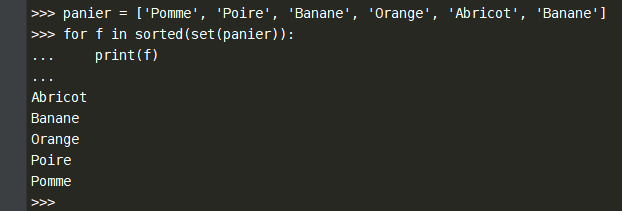 >>> panier = ['Pomme', 'Poire', 'Banane', 'Orange', 'Abricot', 'Banane']
>>> for f in sorted(set(panier)):
...     print(f)
...
Abricot
Banane
Orange
Poire
Pomme
>>>